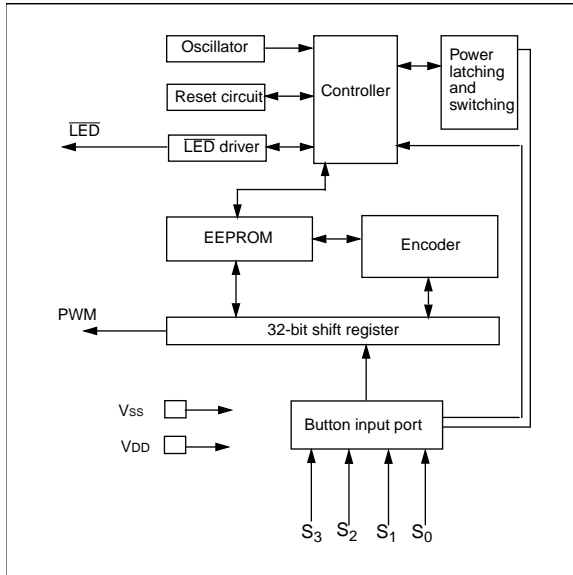 Oscillator
Reset circuit
LED driver
LED
Controller
Power
latching
and
switching
EEPROM
Encoder
PWM
32-bit shift register
VSS
VDD
Button input port
S3 S2 S1 S0